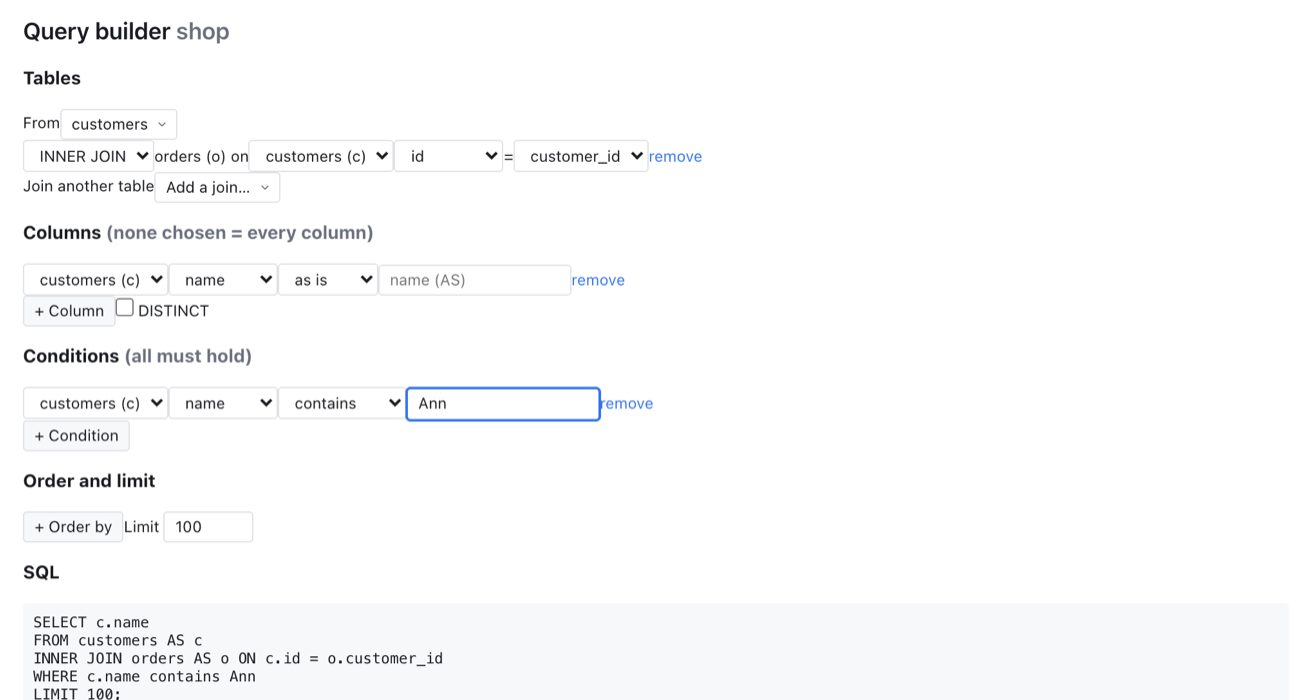 Query builder shop
Tables
From customers
INNER JOIN orders (o) on customers (c) id = customer_id remove
Join another table Add a join...
Columns (none chosen = every column)
customers (c) name as is name (AS) remove
+ Column DISTINCT
Conditions (all must hold)
customers (c) name contains Ann remove
+ Condition
Order and limit
+ Order by Limit 100
SQL
SELECT c.name
FROM customers AS c
INNER JOIN orders AS o ON c.id = o.customer_id
WHERE c.name contains Ann
LIMIT 100;